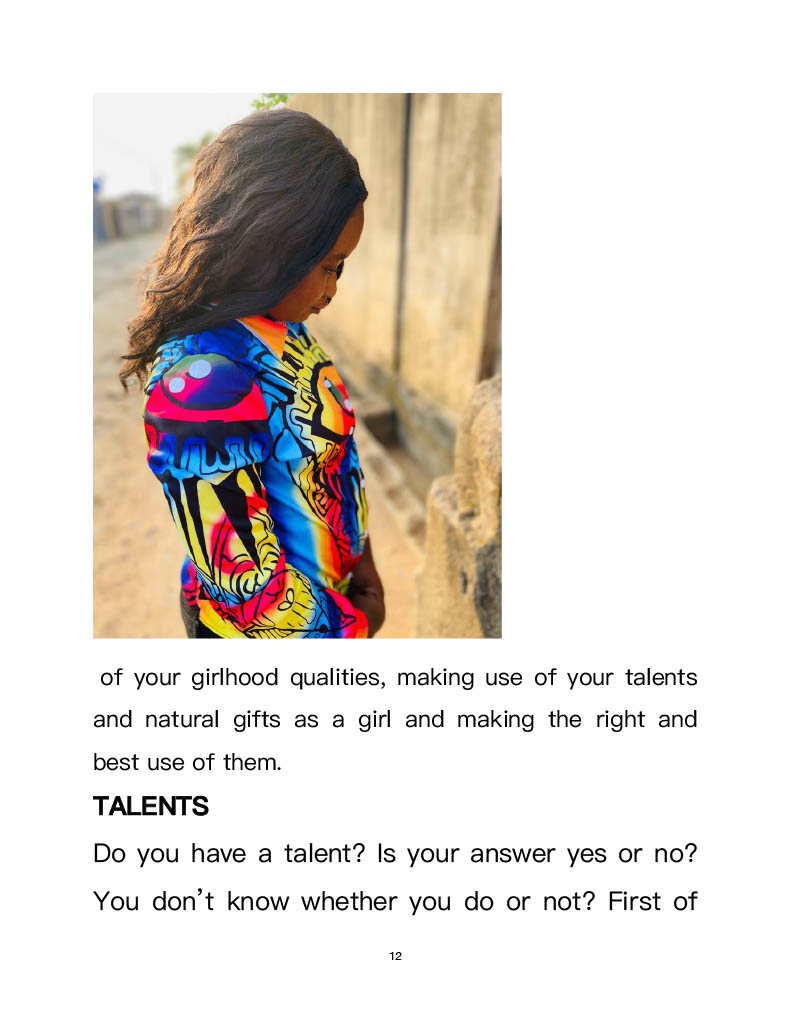 of your girlhood qualities, making use of your talents
and natural gifts as a girl and making the right and
best use of them.
TALENTS
Do you have a talent? Is your answer yes or no?
You don’t know whether you do or not? First of
12